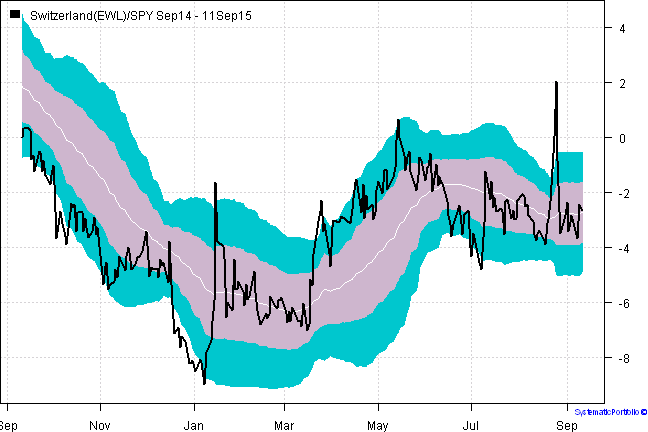 Switzerland(EWL)/SPY Sep14 - 11Sep15
4
2
0
-2
-4
-6
-8
Sep Nov Jan Mar May Jul Sep
SystematicPortfolio ©